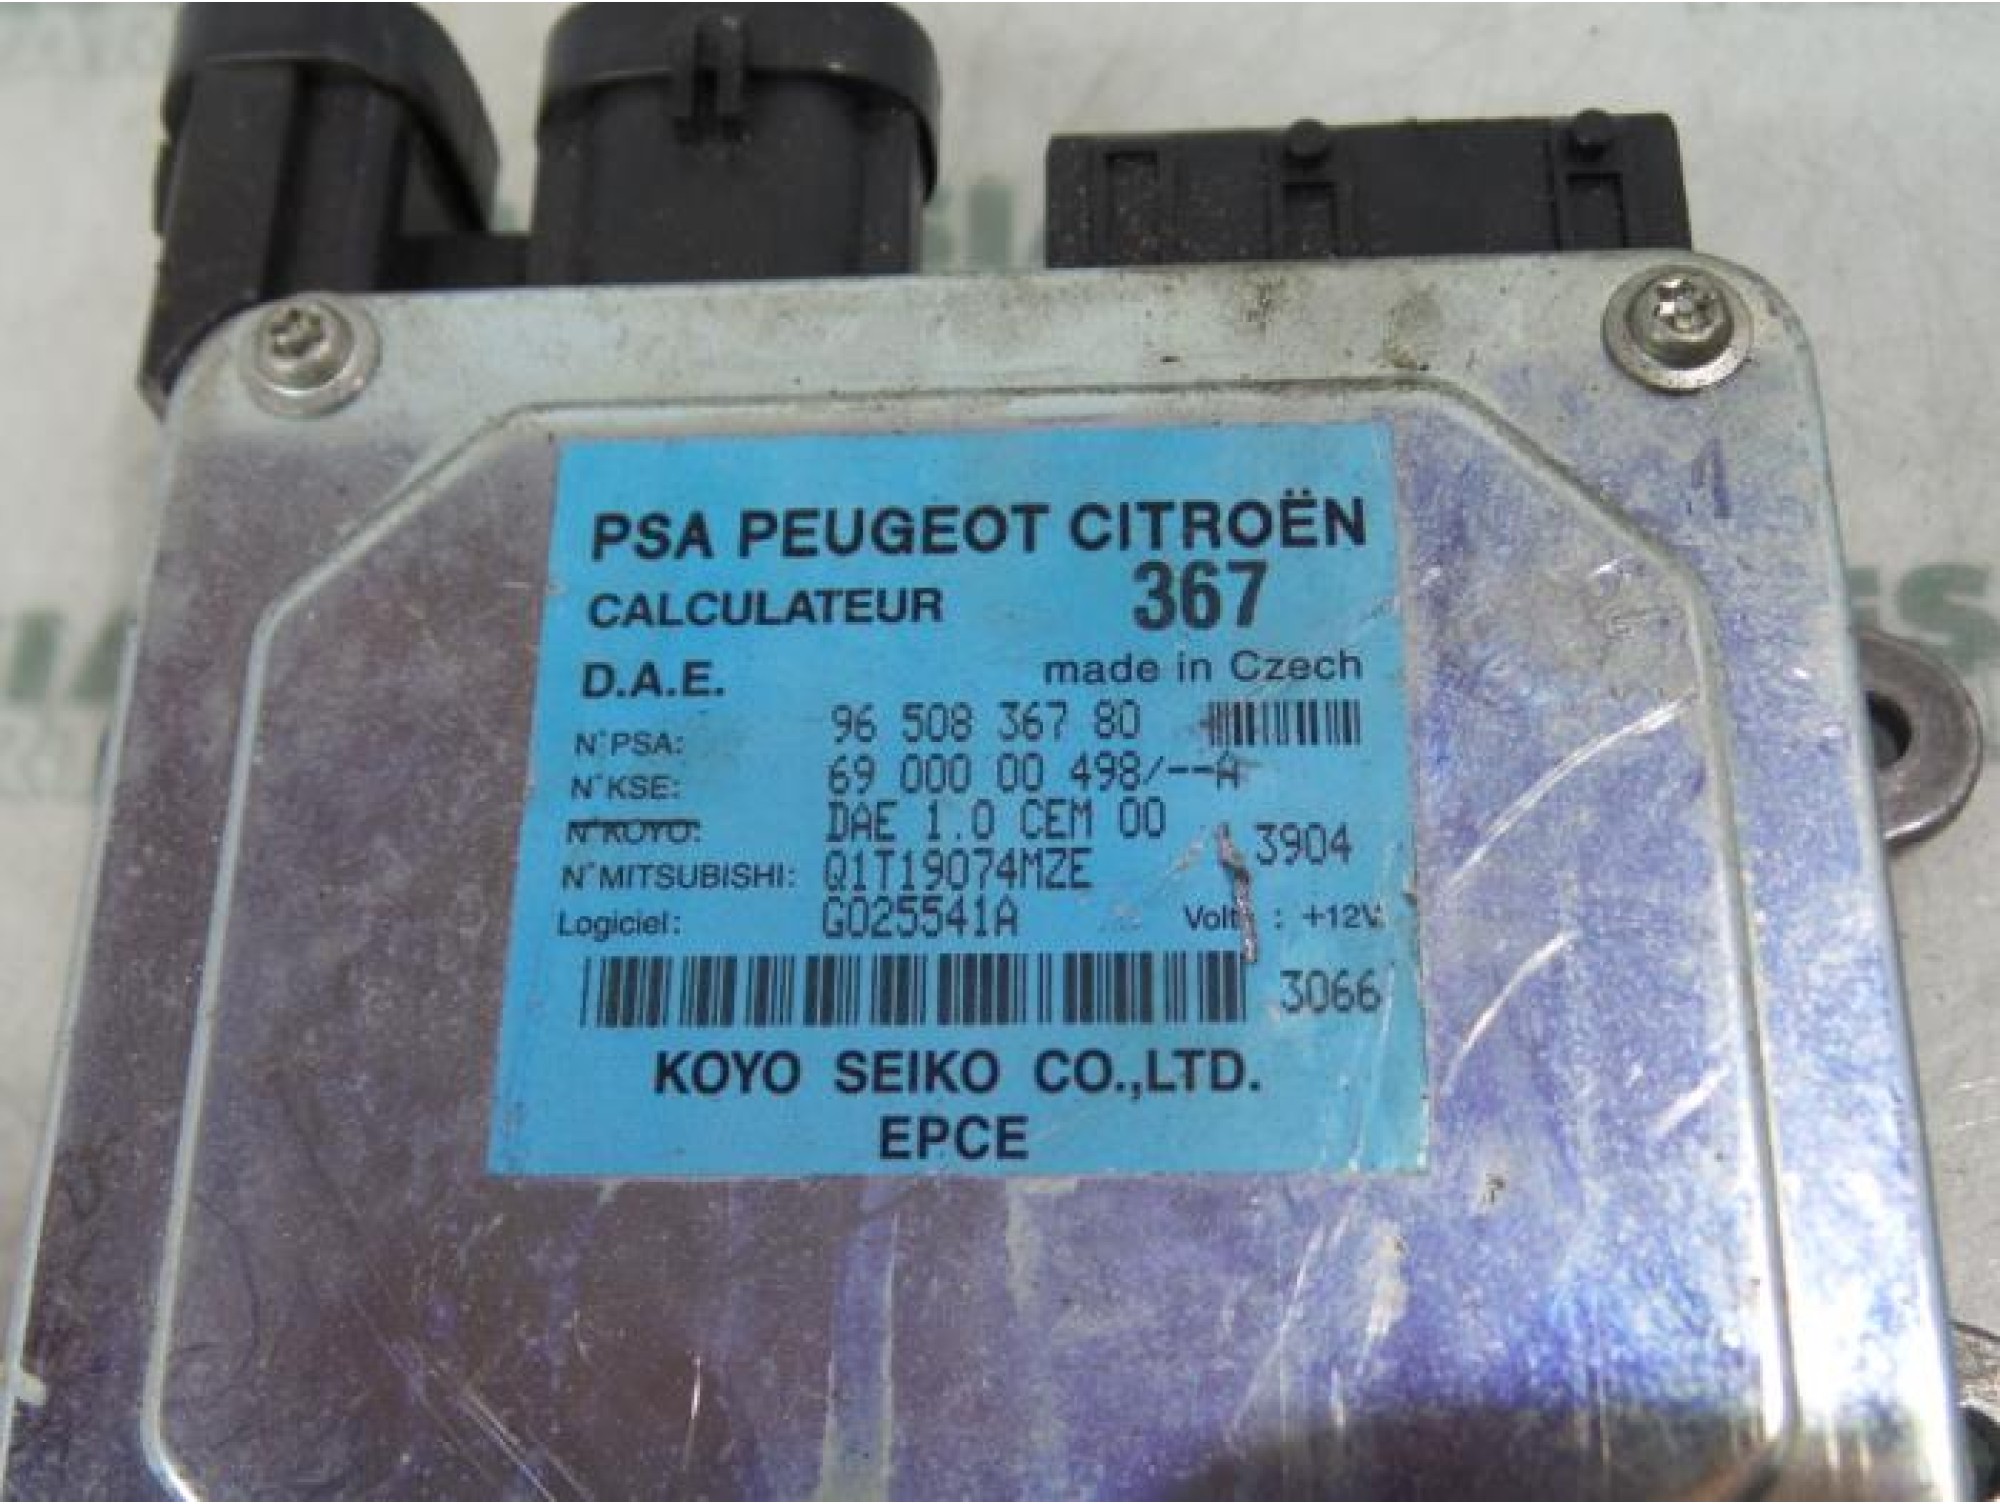 PSA PEUGEOT CITROËN
CALCULATEUR 367
D.A.E. made in Czech
N°PSA: 96 508 367 80
N°KSE: 69 000 00 498/--A
N°KOYO: DAE 1.0 CEM 00
3904
N°MITSUBISHI: Q1T19074MZE
Logiciel: G025541A Volt : +12V
3066
KOYO SEIKO CO.,LTD.
EPCE
1